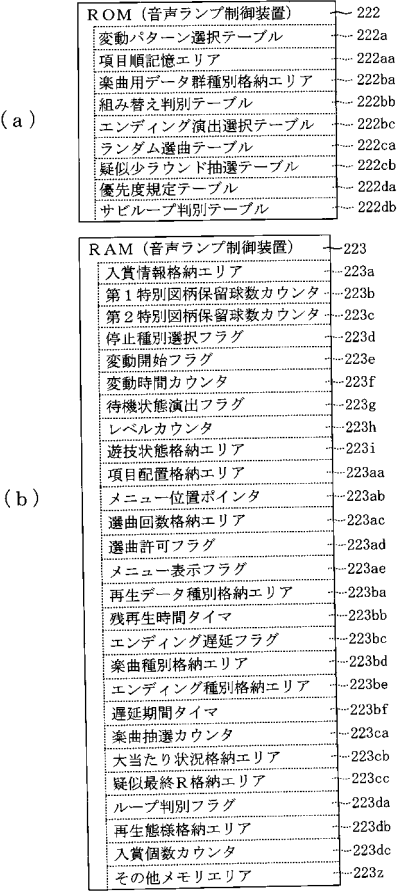 (a)
ROM(音声ランプ制御装置) 222
変動パターン選択テーブル 222a
項目順記憶エリア 222aa
楽曲用データ群種別格納エリア 222ba
組み替え判別テーブル 222bb
エンディング演出選択テーブル 222bc
ランダム選曲テーブル 222ca
疑似少ラウンド抽選テーブル 222cb
優先度規定テーブル 222da
サビループ判別テーブル 222db
(b)
RAM(音声ランプ制御装置) 223
入賞情報格納エリア 223a
第1特別図柄保留球数カウンタ 223b
第2特別図柄保留球数カウンタ 223c
停止種別選択フラグ 223d
変動開始フラグ 223e
変動時間カウンタ 223f
待機状態演出フラグ 223g
レベルカウンタ 223h
遊技状態格納エリア 223i
項目配置格納エリア 223aa
メニュー位置ポインタ 223ab
選曲回数格納エリア 223ac
選曲許可フラグ 223ad
メニュー表示フラグ 223ae
再生データ種別格納エリア 223ba
残再生時間タイマ 223bb
エンディング遅延フラグ 223bc
楽曲種別格納エリア 223bd
エンディング種別格納エリア 223be
遅延期間タイマ 223bf
楽曲抽選カウンタ 223ca
大当たり状況格納エリア 223cb
疑似最終R格納エリア 223cc
ループ判別フラグ 223da
再生態様格納エリア 223db
入賞個数カウンタ 223dc
その他メモリエリア 223z